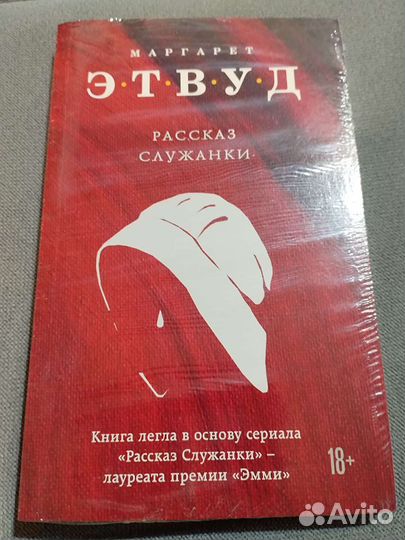 МАРГАРЕТ
Э·Т·В·У·Д
РАССКАЗ
СЛУЖАНКИ
Книга легла в основу сериала
«Рассказ Служанки» –
лауреата премии «Эмми»
18+
Avito